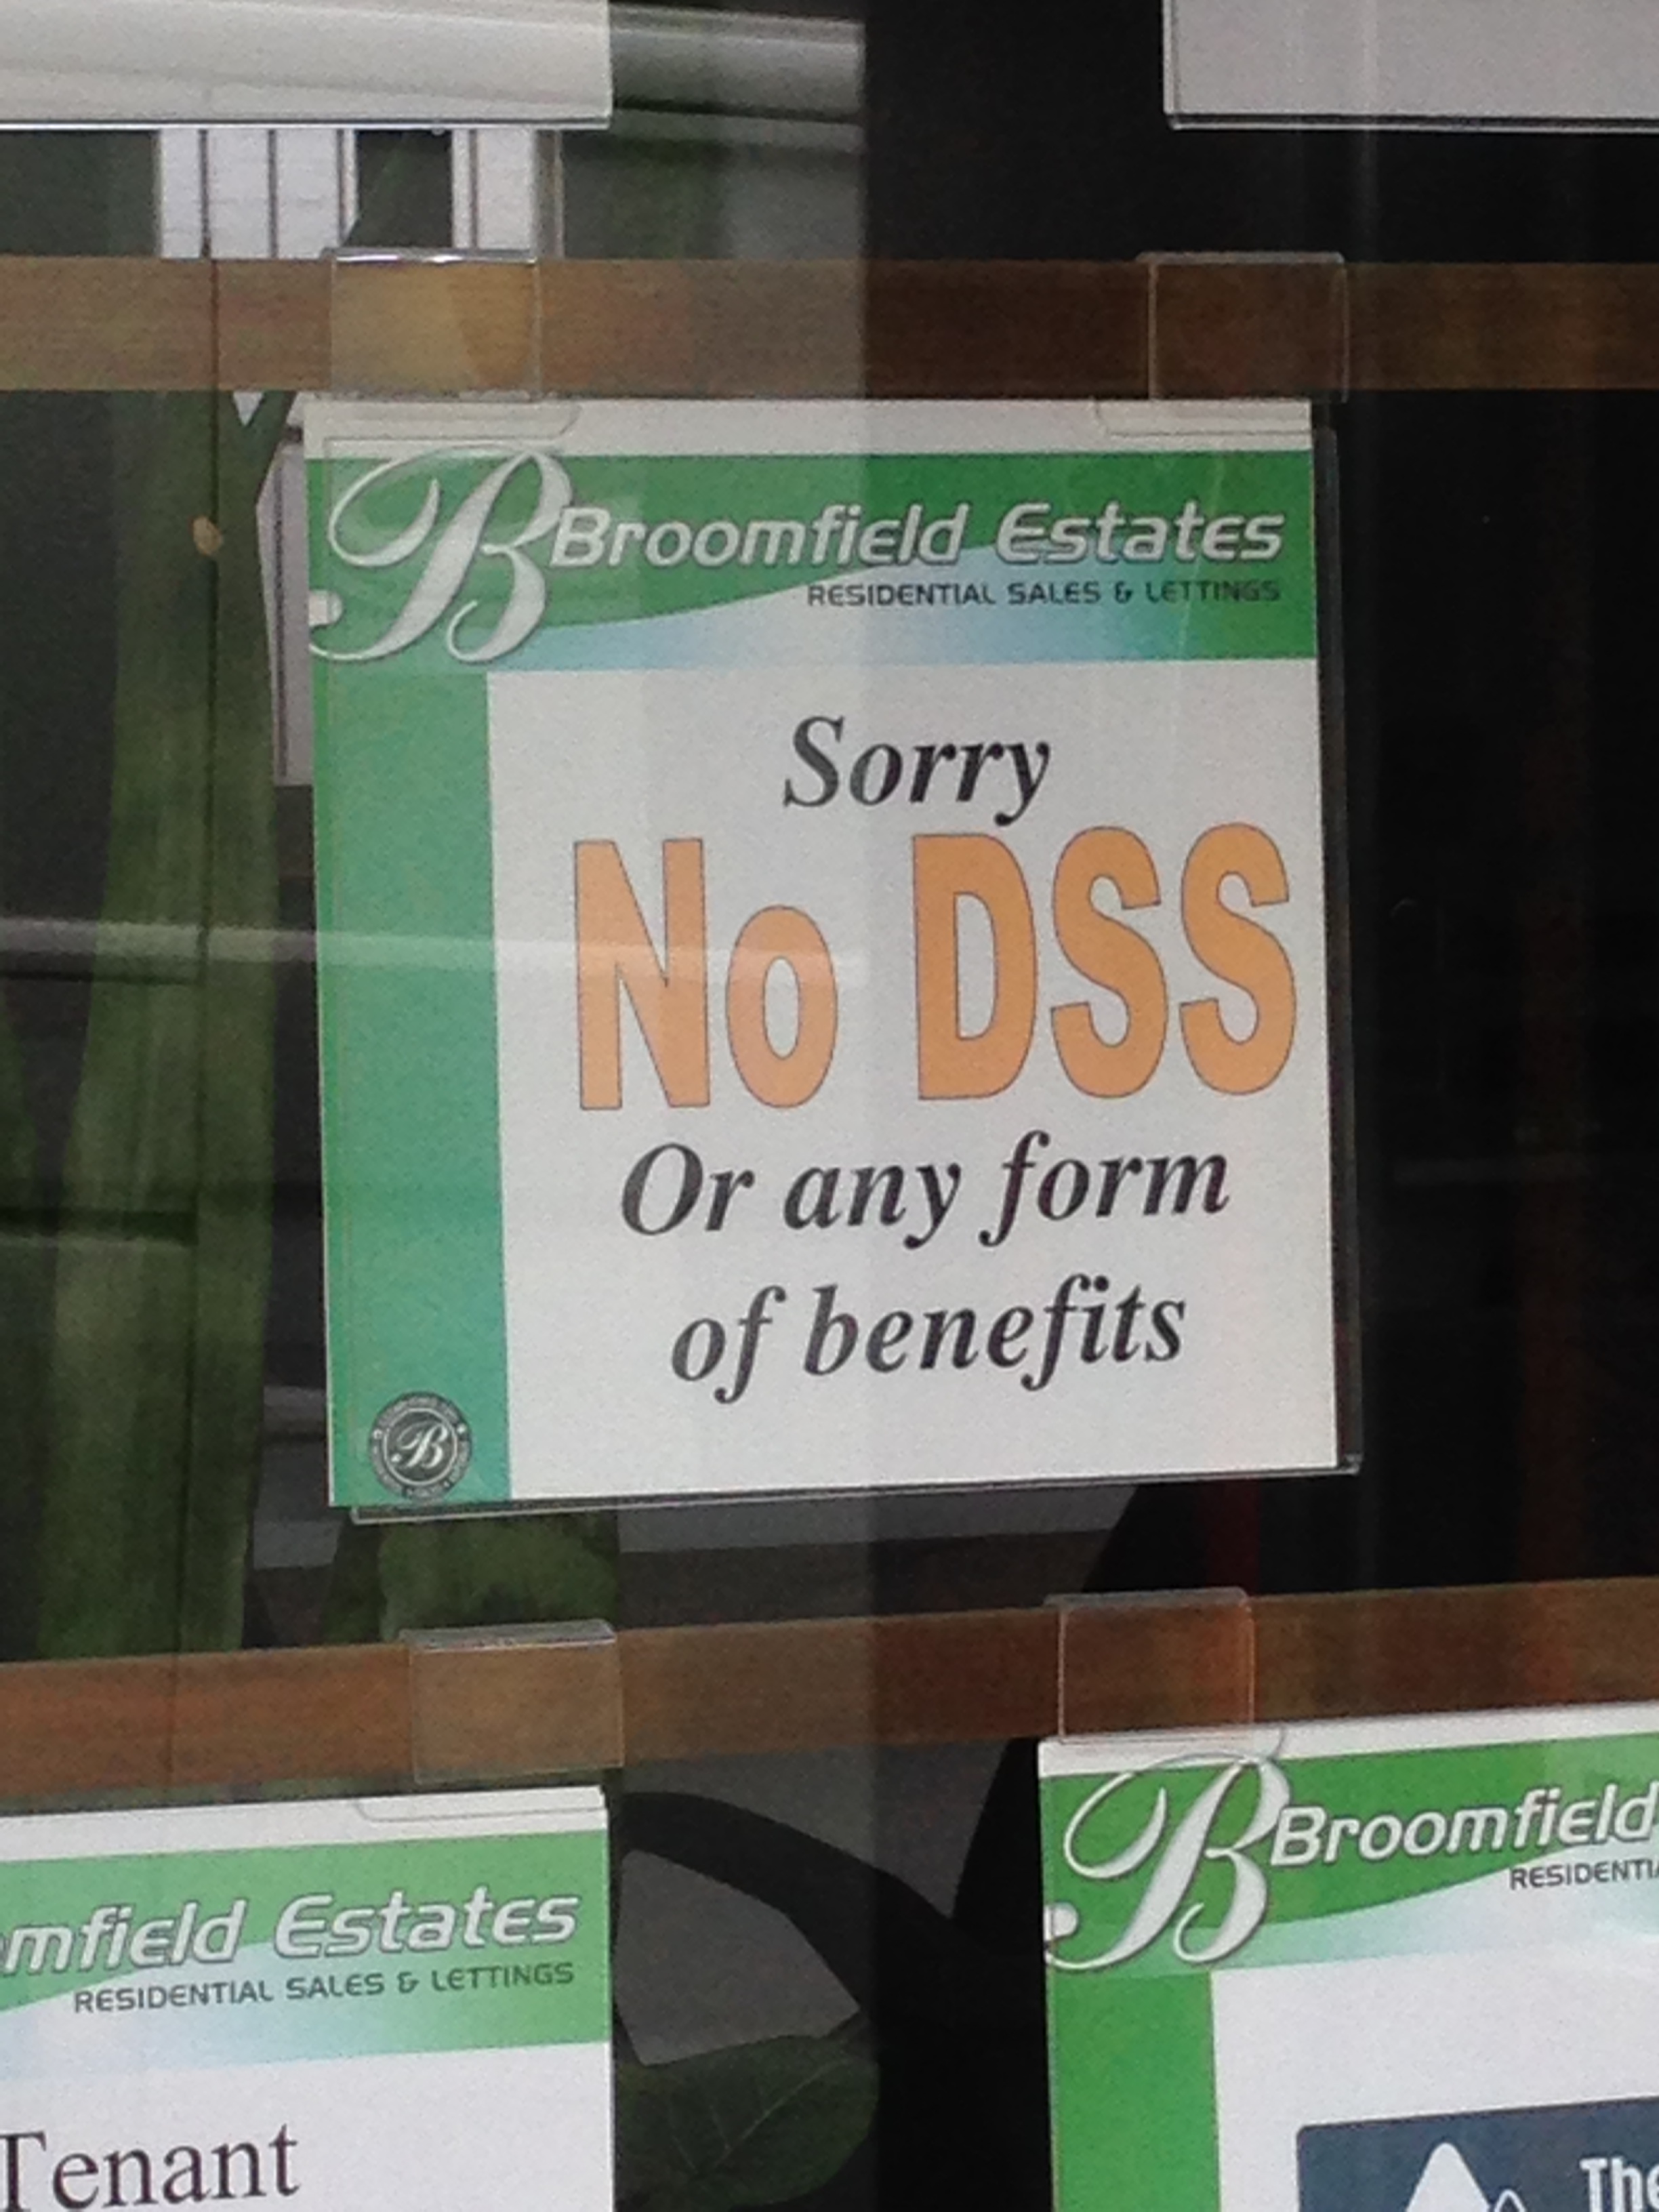 B
Broomfield Estates
RESIDENTIAL SALES & LETTINGS
Sorry
No DSS
Or any form
of benefits
B
mfield Estates
RESIDENTIAL SALES & LETTINGS
Tenant
B
Broomfield
RESIDENTI
The